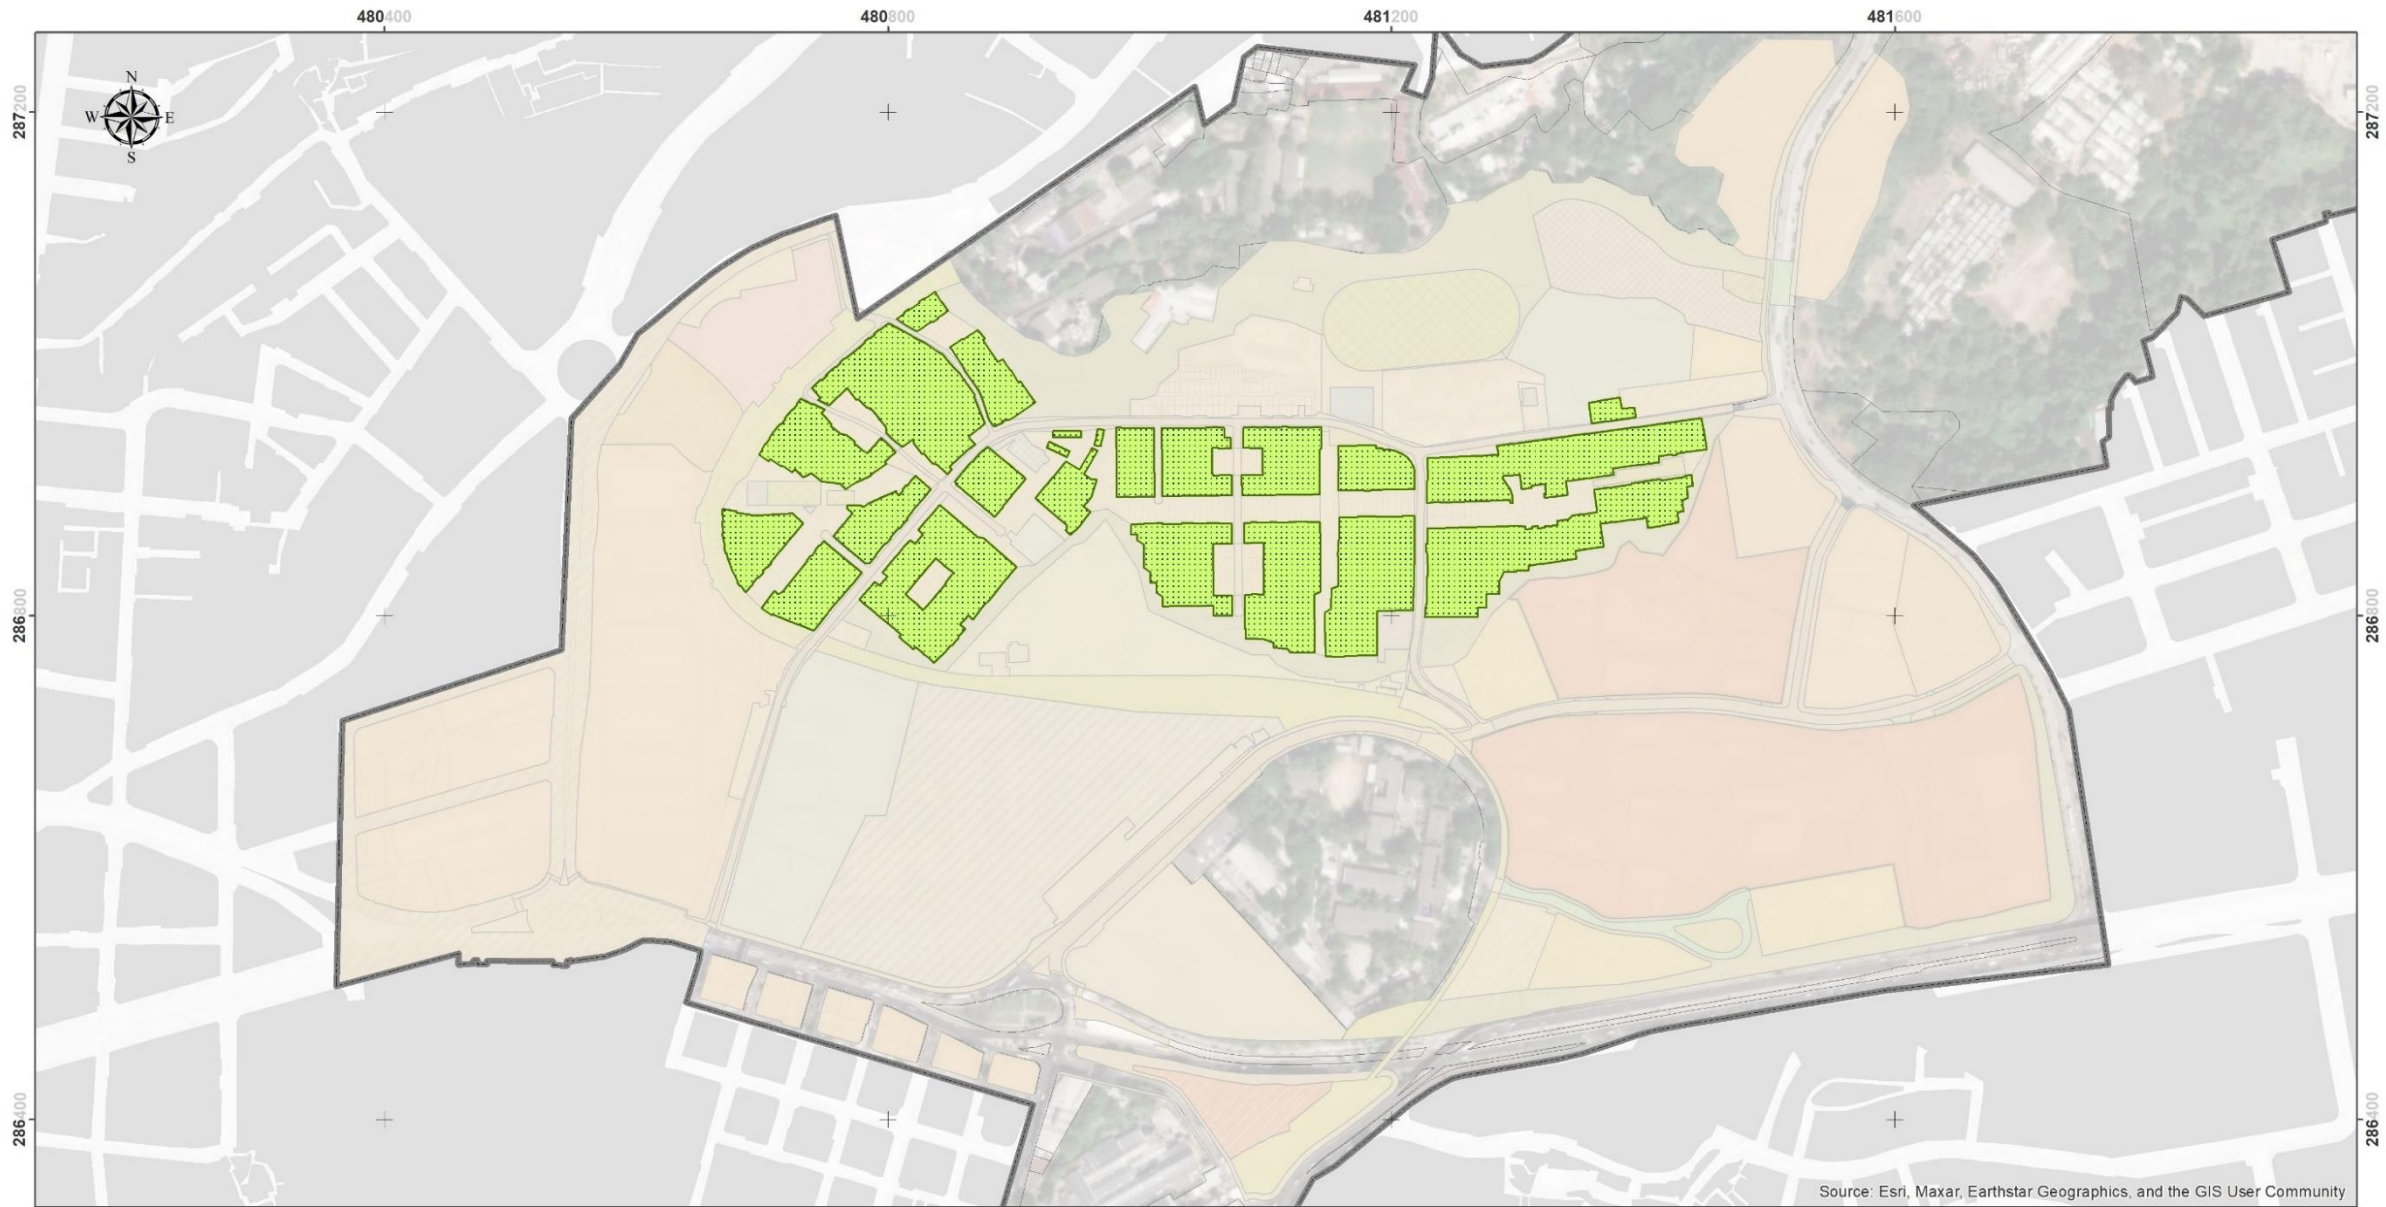 480400 480800 481200 481600
287200 287200
N
W E
S
286800 286800
286400 286400
Source: Esri, Maxar, Earthstar Geographics, and the GIS User Community